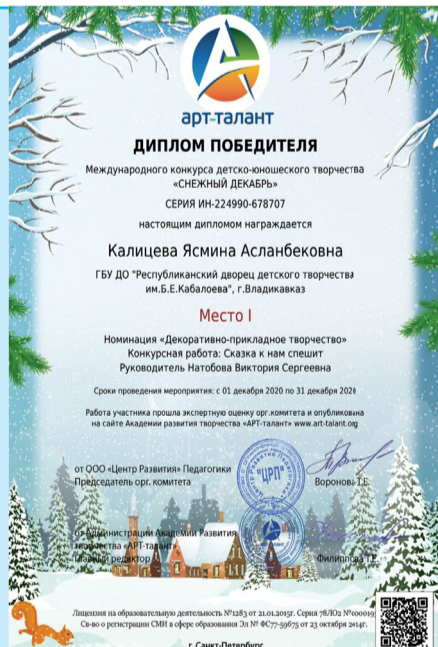 арт-талант
ДИПЛОМ ПОБЕДИТЕЛЯ
Международного конкурса детско-юношеского творчества
«СНЕЖНЫЙ ДЕКАБРЬ»
СЕРИЯ ИН-224990-678707
настоящим дипломом награждается
Калицева Ясмина Асланбековна
ГБУ ДО "Республиканский дворец детского творчества
им.Б.Е.Кабалоева", г.Владикавказ
Место I
Номинация «Декоративно-прикладное творчество»
Конкурсная работа: Сказка к нам спешит
Руководитель Натобова Виктория Сергеевна
Сроки проведения мероприятия: с 01 декабря 2020 по 31 декабря 2020
Работа участника прошла экспертную оценку орг.комитета и опубликована
на сайте Академии развития творчества «АРТ-талант» www.art-talant.org
от ООО «Центр Развития» Педагогики
Председатель орг. комитета
"ЦРП"
Воронова Т.Е.
от Администрации Академии Развития
творчества «АРТ-талант»
Главный редактор
Филиппова Т.Е.
Лицензия на образовательную деятельность №1283 от 21.01.2015г. Серия 78ЛО2
Св-во о регистрации СМИ в сфере образования Эл № ФС77-59675 от 23 октября 2014г.
г. Санкт-Петербург